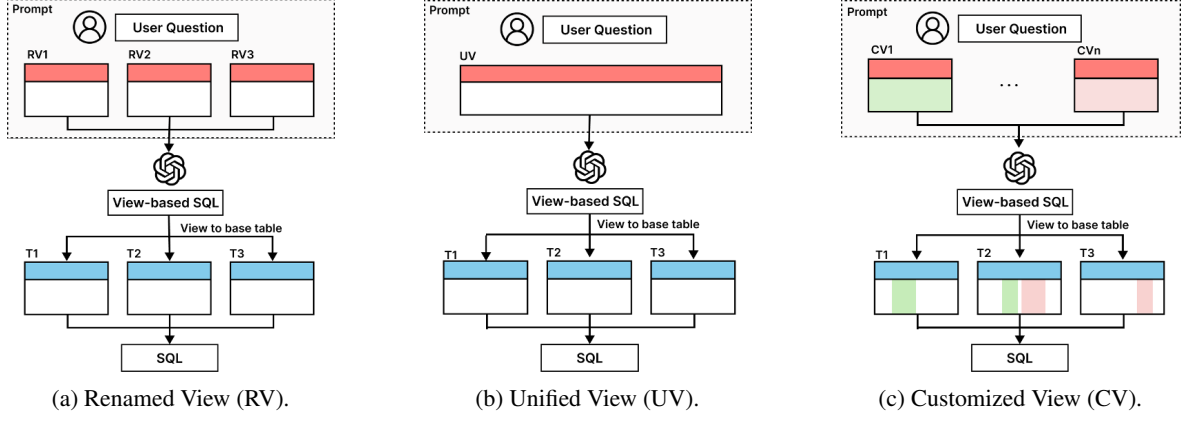 Prompt
User Question
RV1
RV2
RV3
View-based SQL
View to base table
T1
T2
T3
SQL
(a) Renamed View (RV).
Prompt
User Question
UV
View-based SQL
View to base table
T1
T2
T3
SQL
(b) Unified View (UV).
Prompt
User Question
CV1
...
CVn
View-based SQL
View to base table
T1
T2
T3
SQL
(c) Customized View (CV).